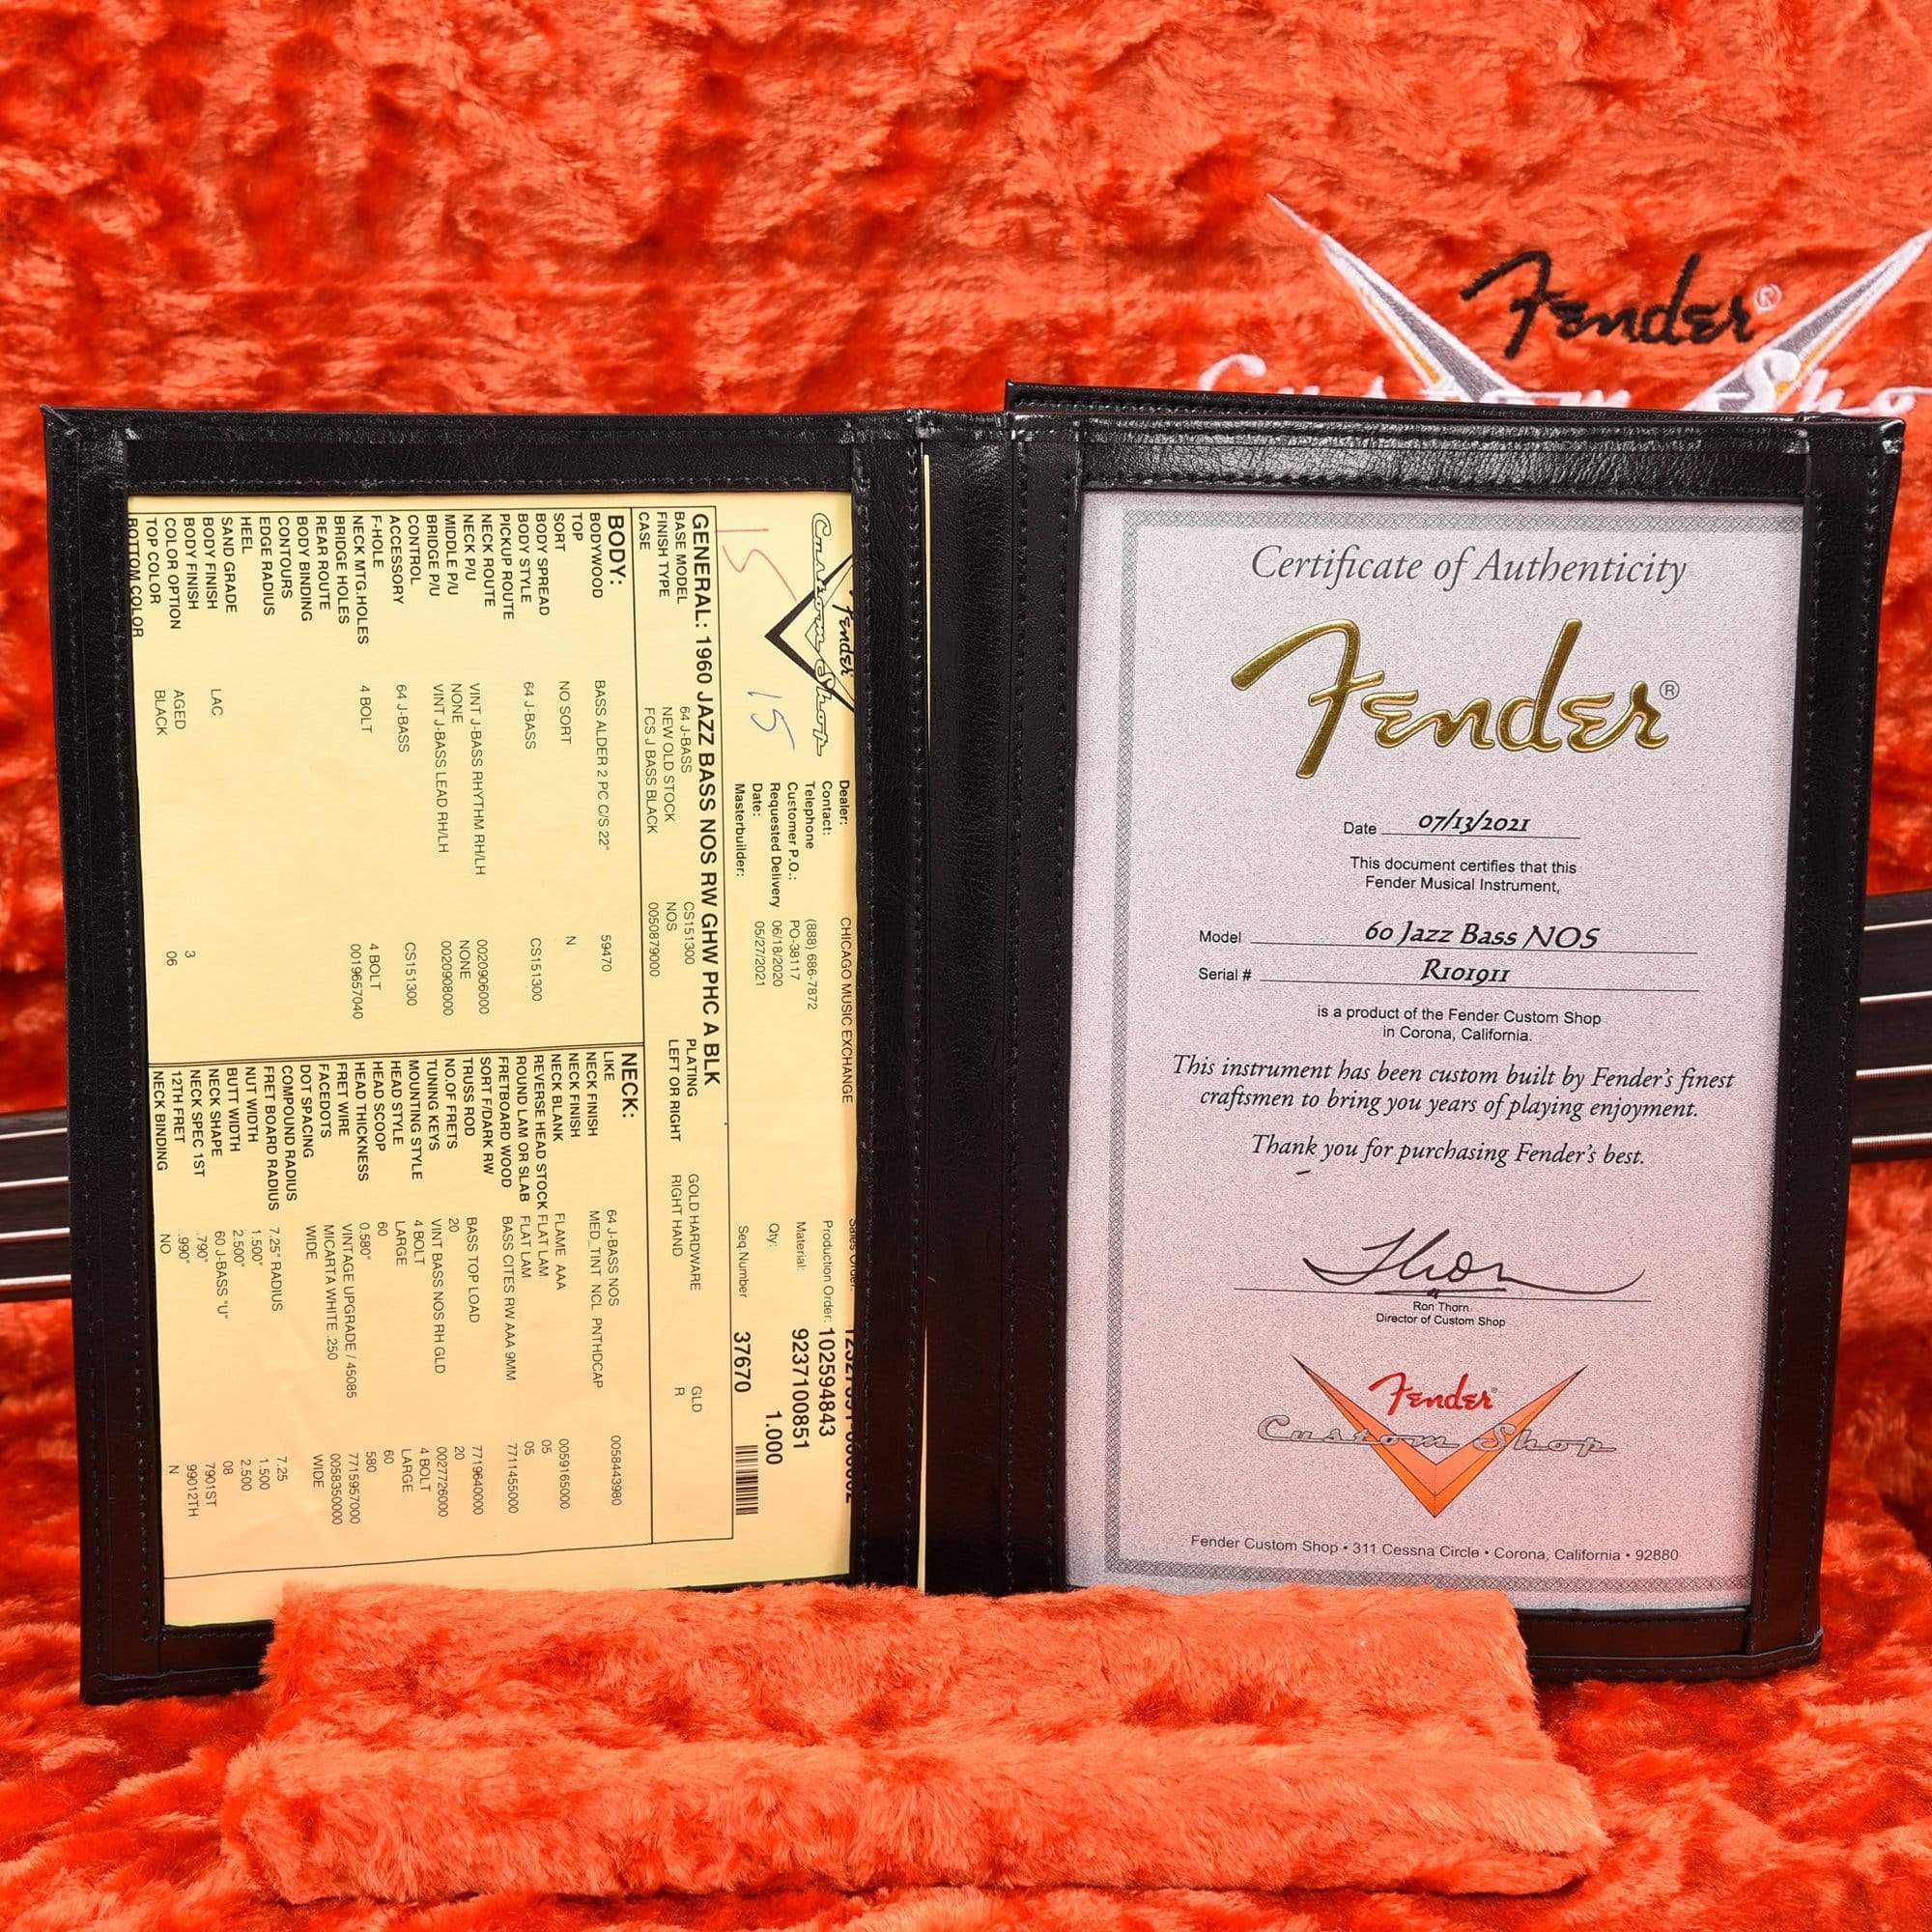 Fender®
Custom Shop
Certificate of Authenticity
Fender®
Date 07/13/2021
This document certifies that this
Fender Musical Instrument,
Model 60 Jazz Bass NOS
Serial # R101911
is a product of the Fender Custom Shop
in Corona, California.
This instrument has been custom built by Fender's finest
craftsmen to bring you years of playing enjoyment.
Thank you for purchasing Fender's best.
Ron Thorn
Director of Custom Shop
Fender
Custom Shop
Fender Custom Shop • 311 Cessna Circle • Corona, California • 92880
Fender
Custom Shop
15
15
Dealer: CHICAGO MUSIC EXCHANGE
Contact:
Telephone (888) 686-7872
Customer P.O.: PO-38117
Requested Delivery 06/18/2020
Date: 05/27/2021
Masterbuilder:
Sales Order:
Production Order: 102594843
Material: 9237100851
Qty: 1.000
Seq.Number 37670
GENERAL: 1960 JAZZ BASS NOS RW GHW PHC A BLK
BASE MODEL 64 J-BASS CS151300 PLATING GOLD HARDWARE GLD
FINISH TYPE NEW OLD STOCK NOS LEFT OR RIGHT RIGHT HAND R
CASE FCS J BASS BLACK 0050879000
BODY:
BODYWOOD BASS ALDER 2 PC C/S 22" 59470
TOP
SORT NO SORT N
BODY SPREAD
BODY STYLE 64 J-BASS CS151300
PICKUP ROUTE
NECK ROUTE
NECK P/U VINT J-BASS RHYTHM RH/LH 0020906000
MIDDLE P/U NONE NONE
BRIDGE P/U VINT J-BASS LEAD RH/LH 0020908000
CONTROL
ACCESSORY 64 J-BASS CS151300
F-HOLE
NECK MTG.HOLES 4 BOLT 4 BOLT
BRIDGE HOLES 0019657040
REAR ROUTE
BODY BINDING
CONTOURS
EDGE RADIUS
HEEL
SAND GRADE
BODY FINISH LAC
BODY FINISH
COLOR OPTION AGED 3
TOP COLOR BLACK 06
BOTTOM COLOR
NECK:
LIKE 64 J-BASS NOS
NECK FINISH MED_TINT NCL PNTHDCAP 0058443980
NECK FINISH
NECK BLANK FLAME AAA 0059165000
REVERSE HEAD STOCK FLAT LAM 05
ROUND LAM OR SLAB FLAT LAM 05
FRETBOARD WOOD BASS CITES RW AAA 9MM 7711455000
SORT F/DARK RW
TRUSS ROD BASS TOP LOAD 7719640000
NO.OF FRETS 20 20
TUNING KEYS VINT BASS NOS RH GLD 0027726000
MOUNTING STYLE 4 BOLT 4 BOLT
HEAD STYLE LARGE LARGE
HEAD SCOOP 60 60
HEAD THICKNESS 0.580" 580
FRET WIRE VINTAGE UPGRADE / 45085 7715957000
FACEDOTS MICARTA WHITE .250 0058350000
DOT SPACING WIDE WIDE
COMPOUND RADIUS
FRET BOARD RADIUS 7.25" RADIUS 7.25
NUT WIDTH 1.500" 1.500
BUTT WIDTH 2.500" 2.500
NECK SHAPE 60 J-BASS "U" 08
NECK SPEC 1ST .790" 7901ST
12TH FRET .990" 99012TH
NECK BINDING NO N